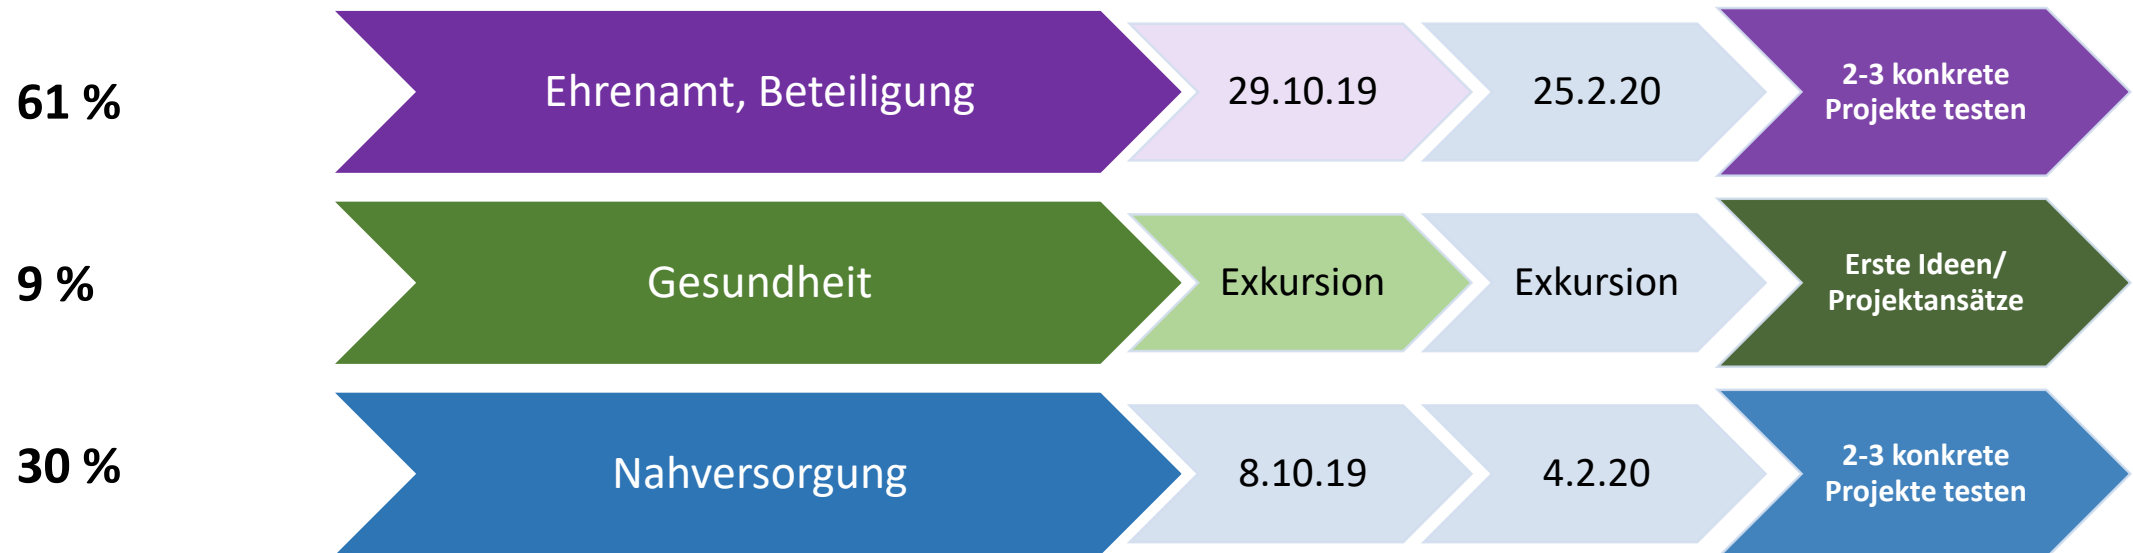 61 %
Ehrenamt, Beteiligung
29.10.19
25.2.20
2-3 konkrete
Projekte testen
9 %
Gesundheit
Exkursion
Exkursion
Erste Ideen/
Projektansätze
30 %
Nahversorgung
8.10.19
4.2.20
2-3 konkrete
Projekte testen